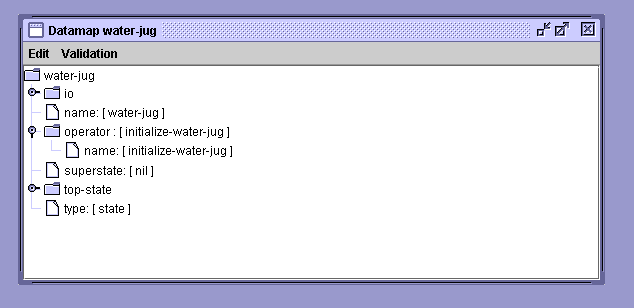 Datamap water-jug
Edit Validation
water-jug
io
name: [ water-jug ]
operator : [ initialize-water-jug ]
name: [ initialize-water-jug ]
superstate: [ nil ]
top-state
type: [ state ]